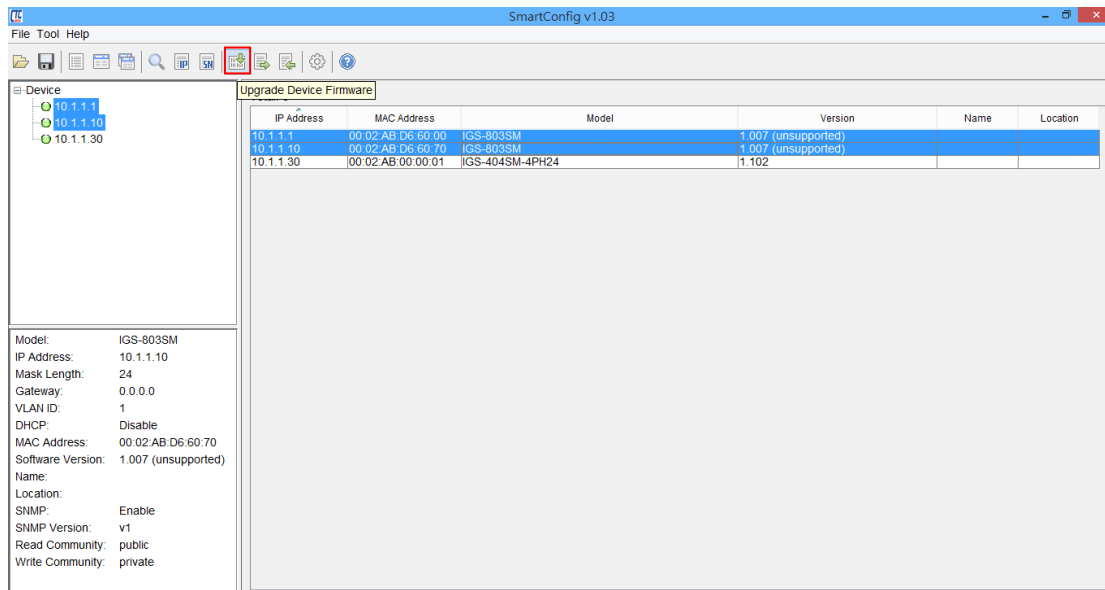 SmartConfig v1.03
File Tool Help
IP SN
Upgrade Device Firmware
Device
10.1.1.1
10.1.1.10
10.1.1.30
IP Address MAC Address Model Version Name Location
10.1.1.1 00:02:AB:D6:60:00 IGS-803SM 1.007 (unsupported)
10.1.1.10 00:02:AB:D6:60:70 IGS-803SM 1.007 (unsupported)
10.1.1.30 00:02:AB:00:00:01 IGS-404SM-4PH24 1.102
Model: IGS-803SM
IP Address: 10.1.1.10
Mask Length: 24
Gateway: 0.0.0.0
VLAN ID: 1
DHCP: Disable
MAC Address: 00:02:AB:D6:60:70
Software Version: 1.007 (unsupported)
Name:
Location:
SNMP: Enable
SNMP Version: v1
Read Community: public
Write Community: private